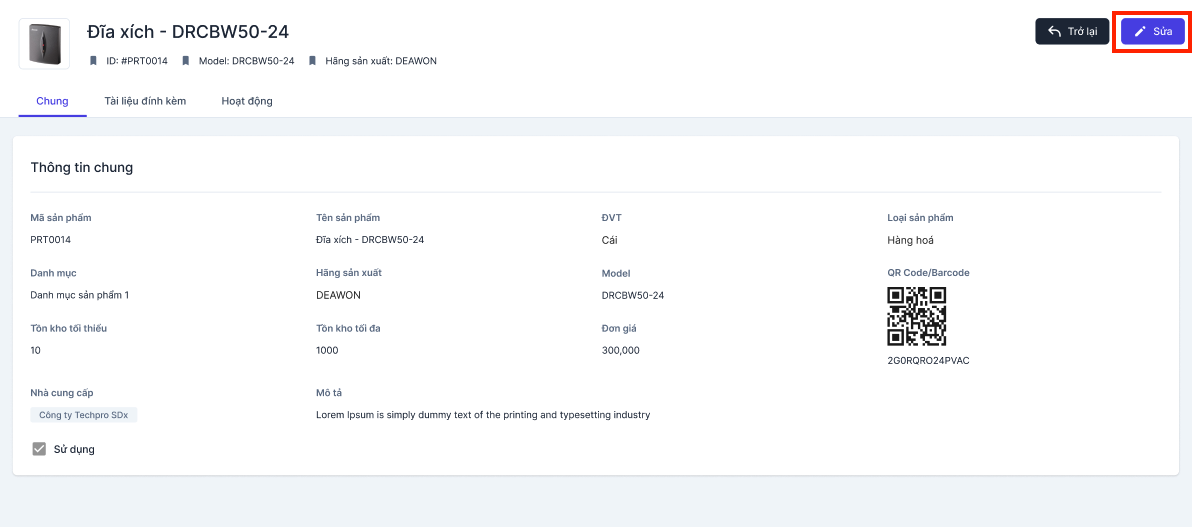 Đĩa xích - DRCBW50-24
Trở lại
Sửa
ID: #PRT0014 Model: DRCBW50-24 Hãng sản xuất: DEAWON
Chung Tài liệu đính kèm Hoạt động
Thông tin chung
Mã sản phẩm Tên sản phẩm ĐVT Loại sản phẩm
PRT0014 Đĩa xích - DRCBW50-24 Cái Hàng hoá
Danh mục Hãng sản xuất Model QR Code/Barcode
Danh mục sản phẩm 1 DEAWON DRCBW50-24
Tồn kho tối thiểu Tồn kho tối đa Đơn giá
10 1000 300,000
2G0RQRO24PVAC
Nhà cung cấp Mô tả
Công ty Techpro SDx Lorem Ipsum is simply dummy text of the printing and typesetting industry
Sử dụng